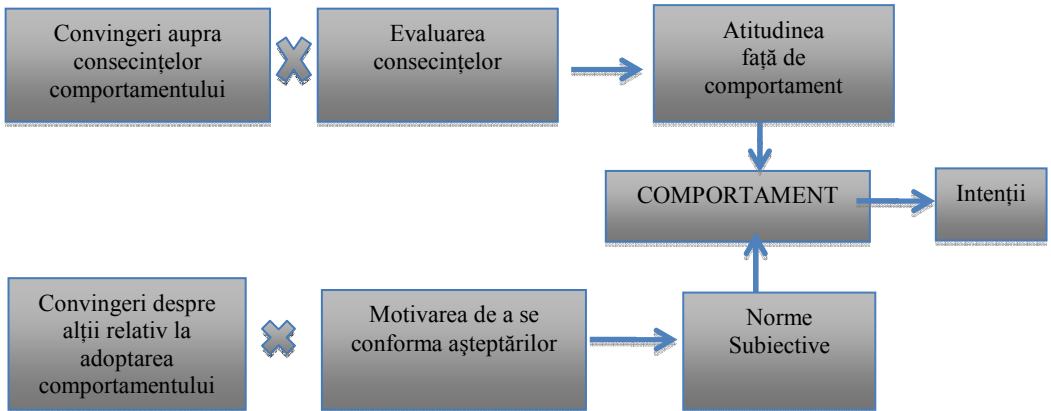 Convingeri aupra
consecințelor
comportamentului
Evaluarea
consecințelor
Atitudinea
față de
comportament
COMPORTAMENT
Intenții
Convingeri despre
alții relativ la
adoptarea
comportamentului
Motivarea de a se
conforma aşteptărilor
Norme
Subiective